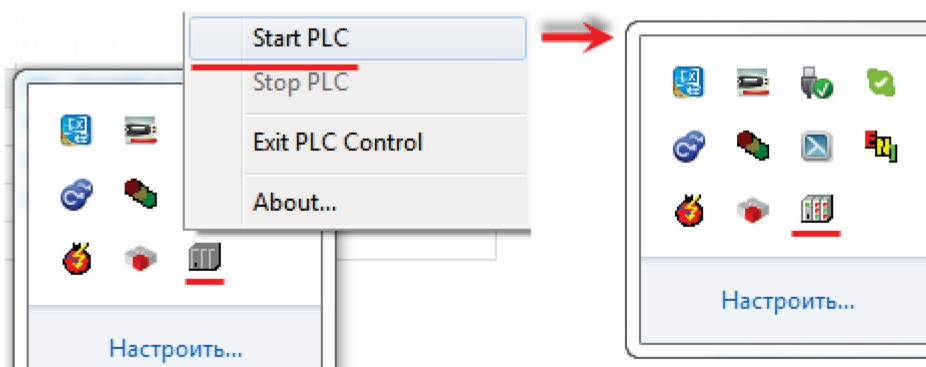 Start PLC
Stop PLC
Exit PLC Control
About...
Настроить...
Настроить...